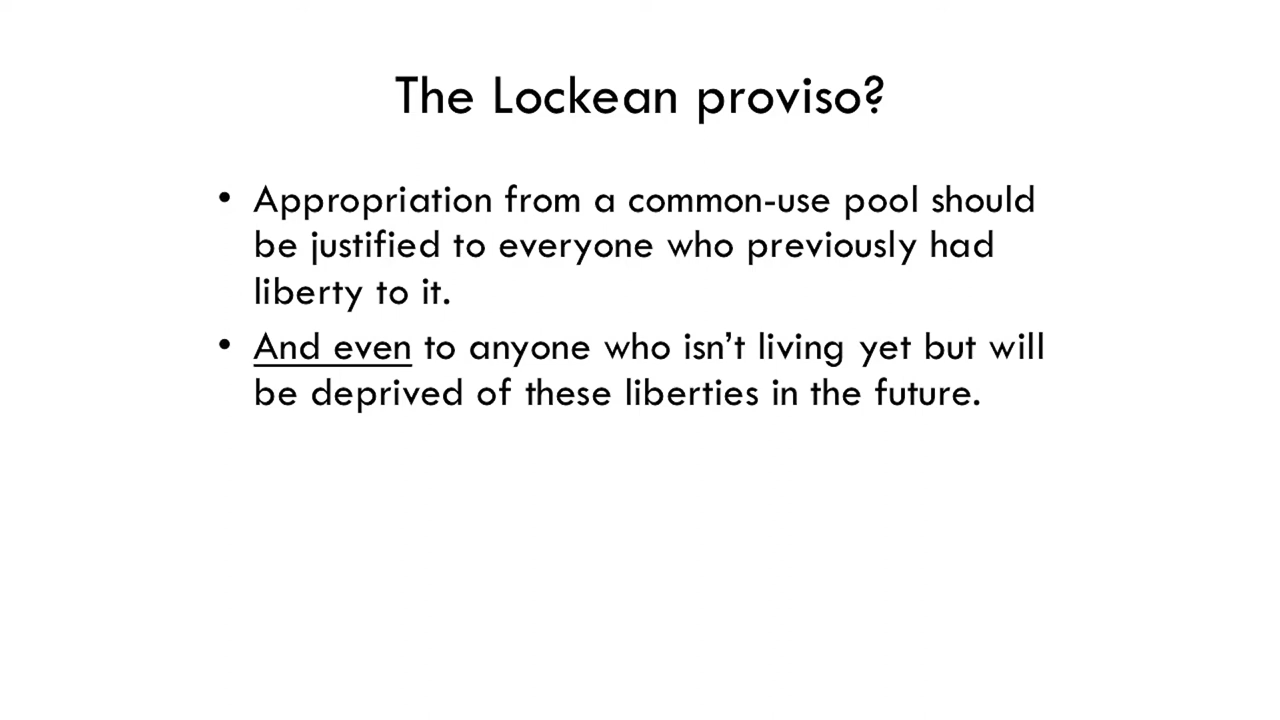 The Lockean proviso?
• Appropriation from a common-use pool should
be justified to everyone who previously had
liberty to it.
• And even to anyone who isn't living yet but will
be deprived of these liberties in the future.